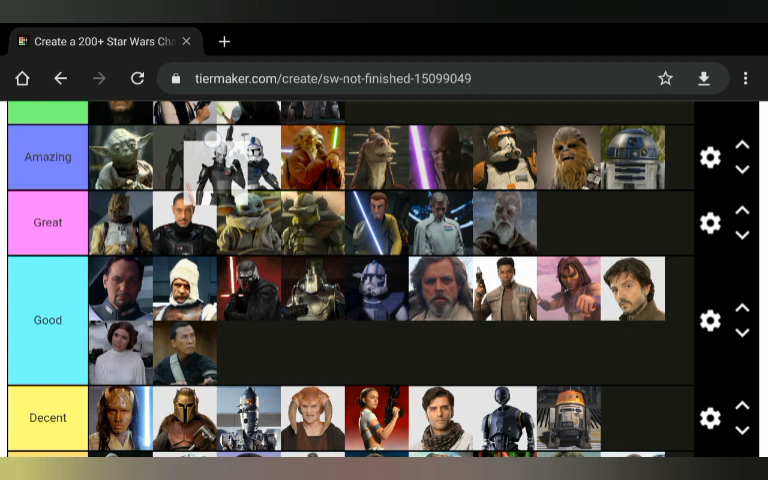 Create a 200+ Star Wars Cha
tiermaker.com/create/sw-not-finished-15099049
Amazing
Great
Good
Decent